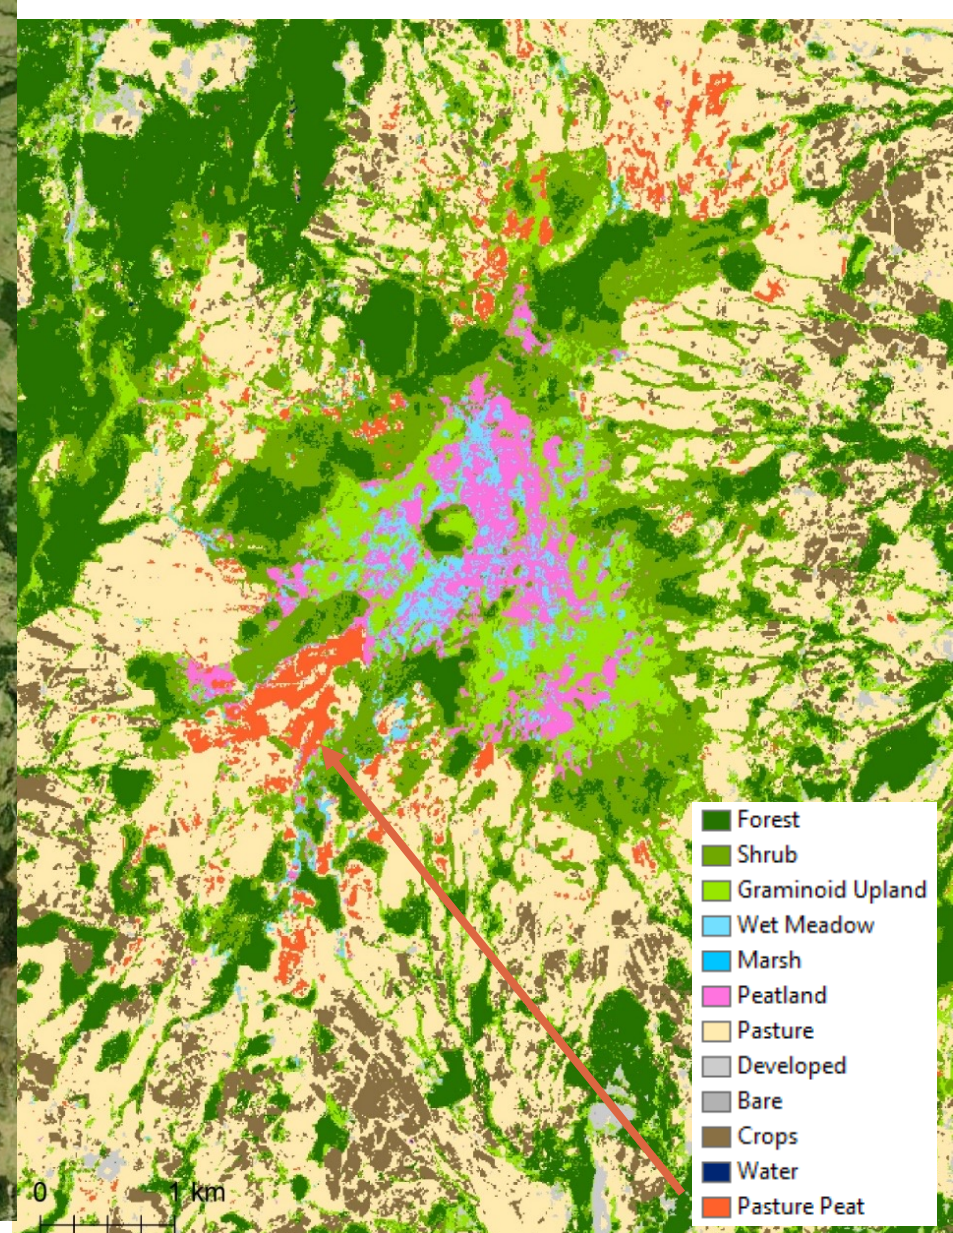 Forest
Shrub
Graminoid Upland
Wet Meadow
Marsh
Peatland
Pasture
Developed
Bare
Crops
Water
Pasture Peat
0 1 km